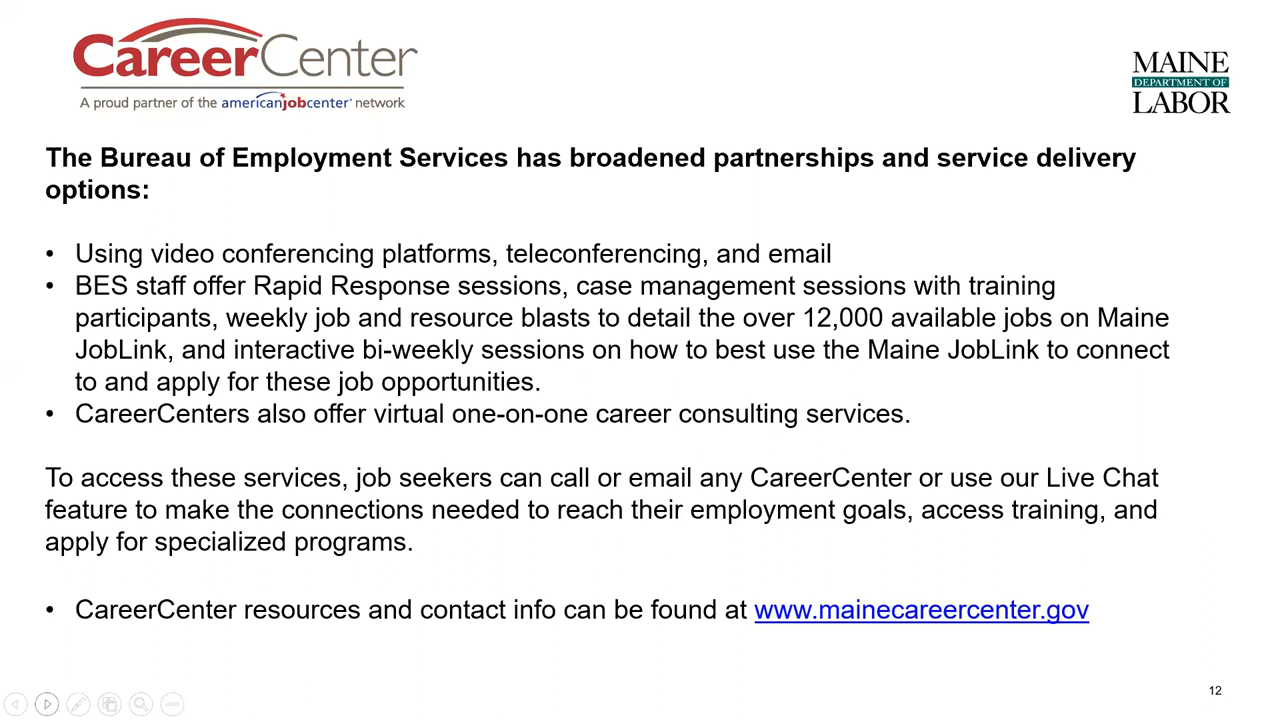 CareerCenter
A proud partner of the americanjobcenter® network
MAINE
DEPARTMENT OF
LABOR
The Bureau of Employment Services has broadened partnerships and service delivery
options:
• Using video conferencing platforms, teleconferencing, and email
• BES staff offer Rapid Response sessions, case management sessions with training
participants, weekly job and resource blasts to detail the over 12,000 available jobs on Maine
JobLink, and interactive bi-weekly sessions on how to best use the Maine JobLink to connect
to and apply for these job opportunities.
• CareerCenters also offer virtual one-on-one career consulting services.
To access these services, job seekers can call or email any CareerCenter or use our Live Chat
feature to make the connections needed to reach their employment goals, access training, and
apply for specialized programs.
• CareerCenter resources and contact info can be found at www.mainecareercenter.gov
12